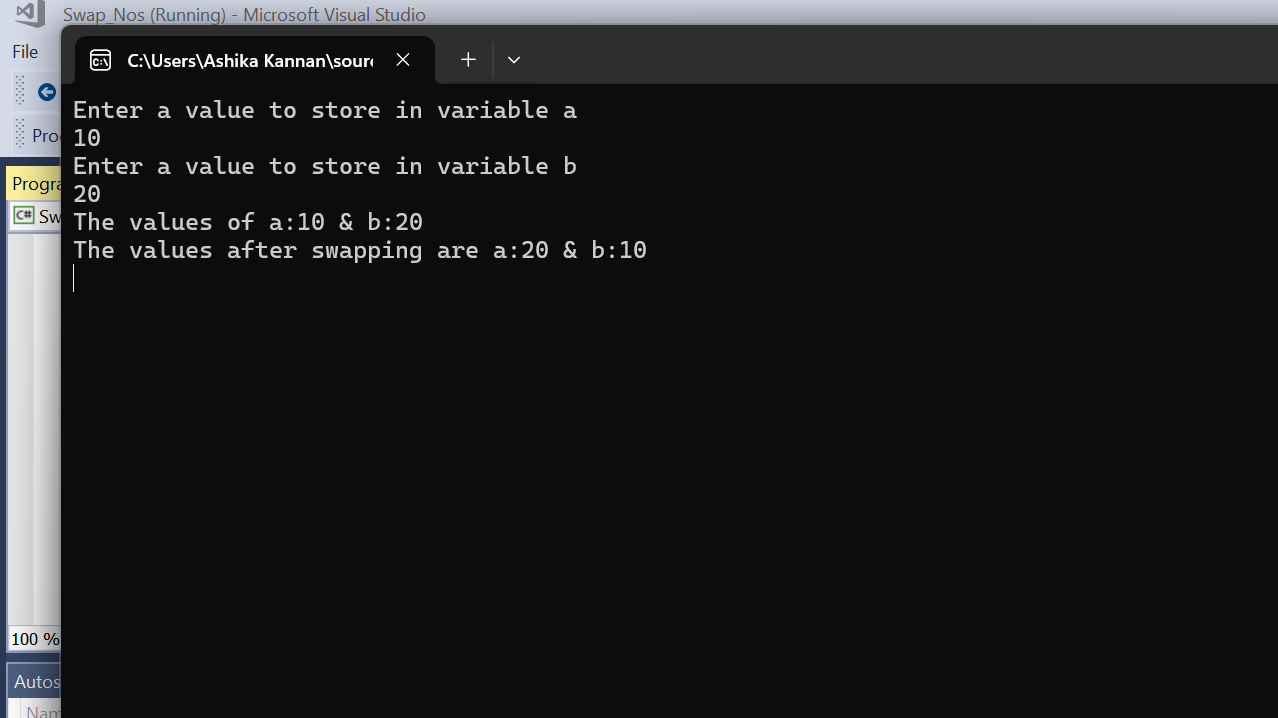 Swap_Nos (Running) - Microsoft Visual Studio
File
C:\Users\Ashika Kannan\sour
Enter a value to store in variable a
10
Enter a value to store in variable b
20
The values of a:10 & b:20
The values after swapping are a:20 & b:10
Proc
Progra
C# Sw
100 %
Autos
Nam